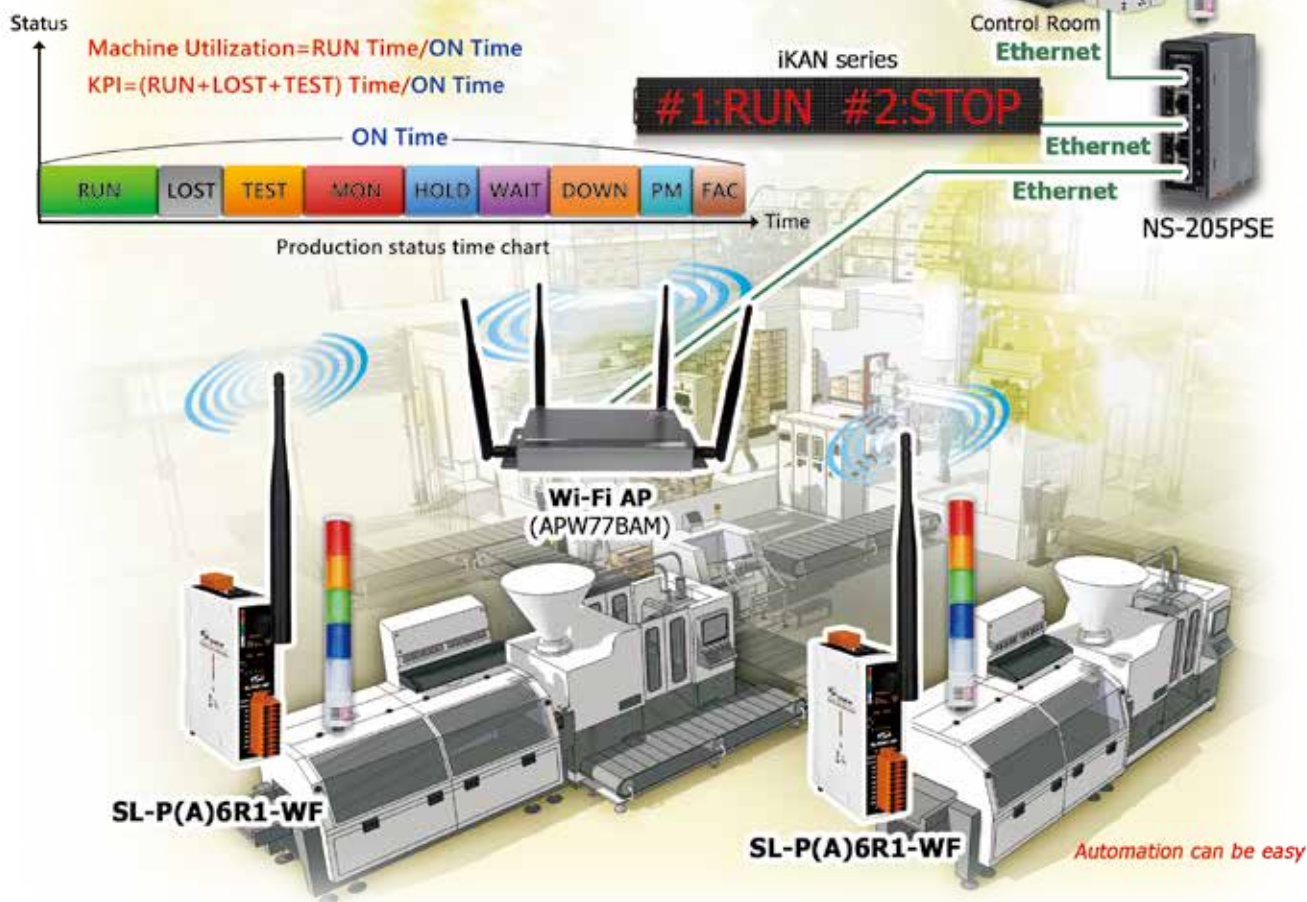 Status
Machine Utilization=RUN Time/ON Time
KPI=(RUN+LOST+TEST) Time/ON Time
ON Time
RUN LOST TEST MON HOLD WAIT DOWN PM FAC
Time
Production status time chart
Control Room
Ethernet
iKAN series
#1:RUN #2:STOP
Ethernet
Ethernet
NS-205PSE
Wi-Fi AP
(APW77BAM)
SL-P(A)6R1-WF
SL-P(A)6R1-WF
Automation can be easy